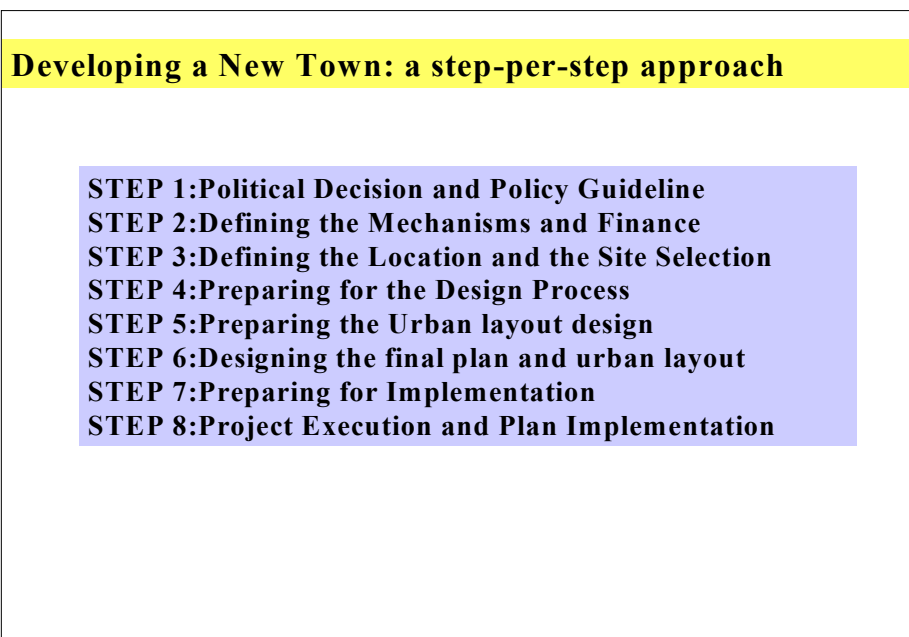 Developing a New Town: a step-per-step approach
STEP 1:Political Decision and Policy Guideline
STEP 2:Defining the Mechanisms and Finance
STEP 3:Defining the Location and the Site Selection
STEP 4:Preparing for the Design Process
STEP 5:Preparing the Urban layout design
STEP 6:Designing the final plan and urban layout
STEP 7:Preparing for Implementation
STEP 8:Project Execution and Plan Implementation